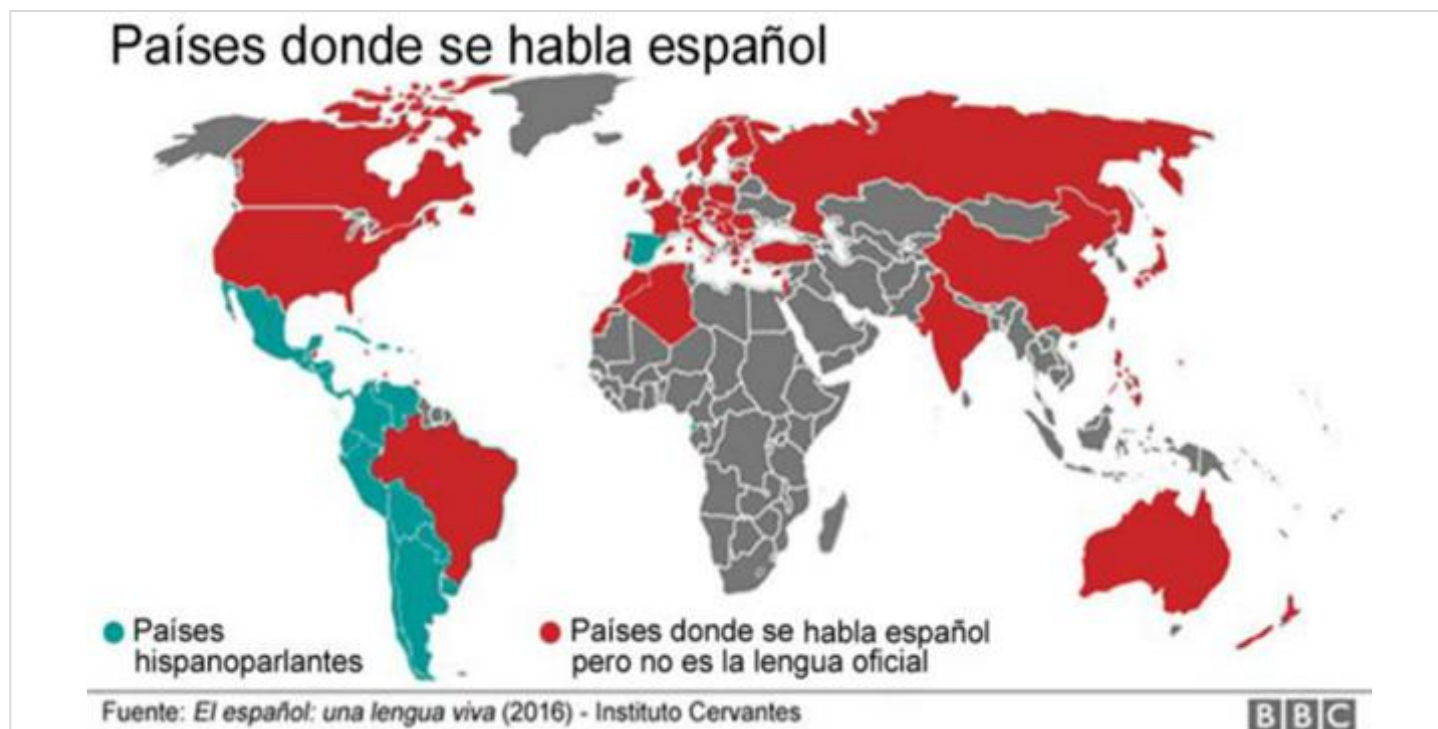 Países donde se habla español
Países
hispanoparlantes
Países donde se habla español
pero no es la lengua oficial
Fuente: El español: una lengua viva (2016) - Instituto Cervantes
BBC